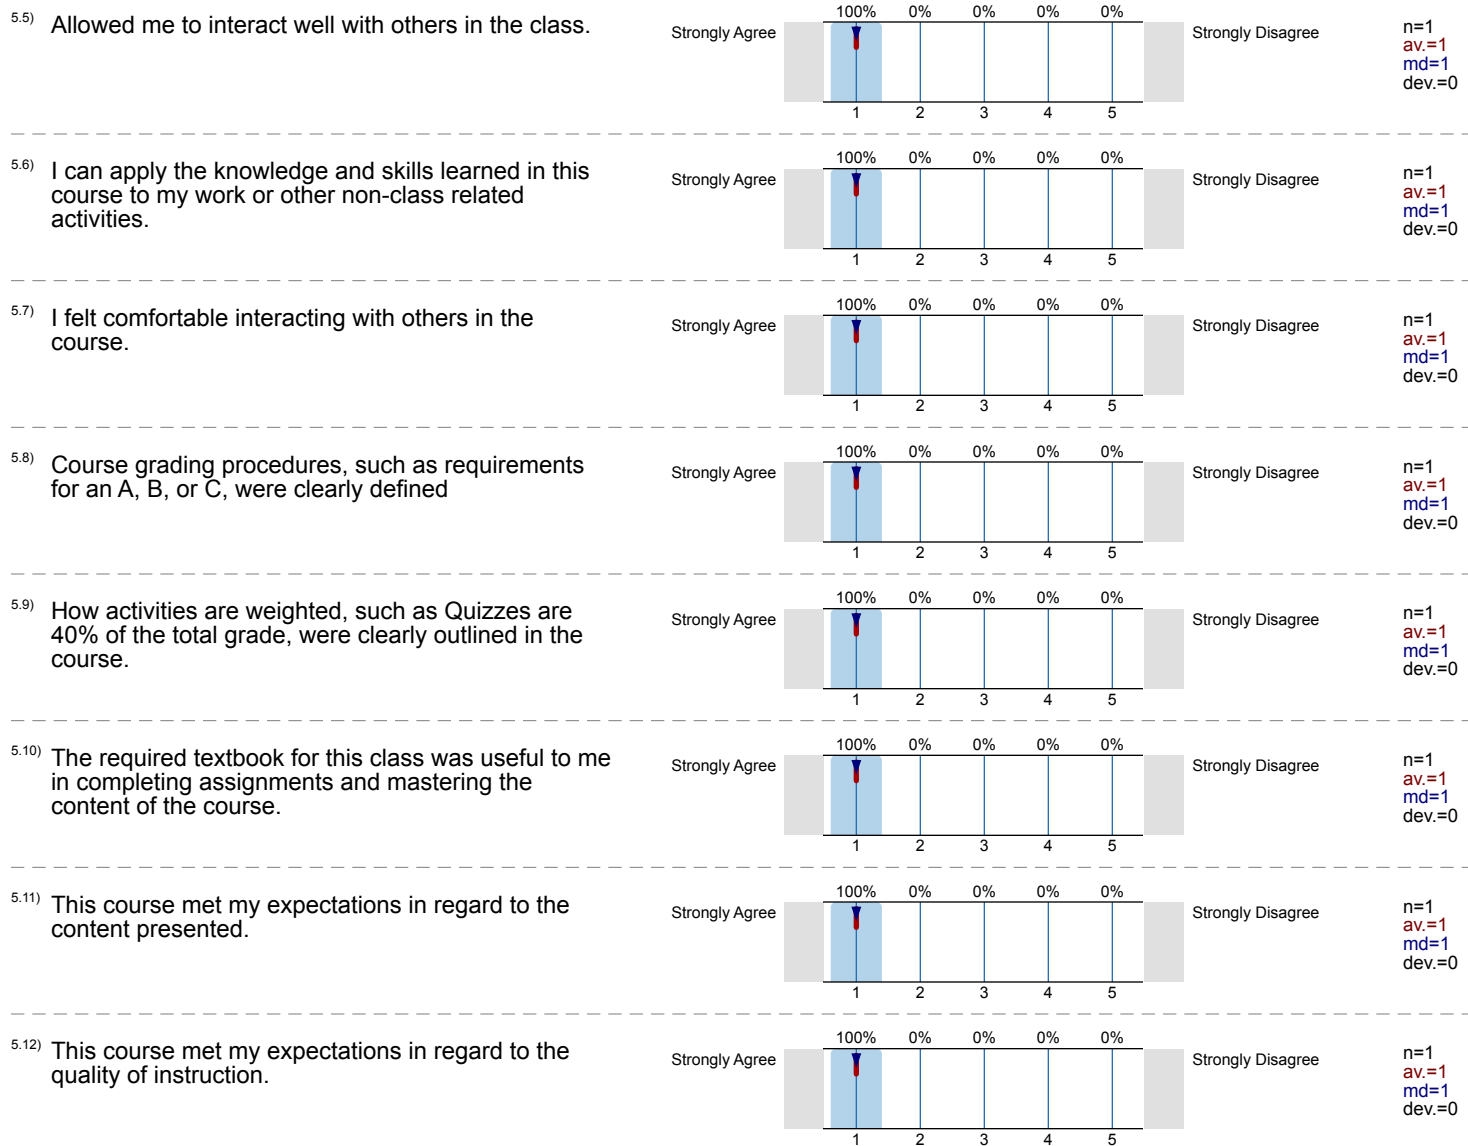 5.5) Allowed me to interact well with others in the class.
Strongly Agree
100% 0% 0% 0% 0%
1 2 3 4 5
Strongly Disagree
n=1
av.=1
md=1
dev.=0
5.6) I can apply the knowledge and skills learned in this
course to my work or other non-class related
activities.
Strongly Agree
100% 0% 0% 0% 0%
1 2 3 4 5
Strongly Disagree
n=1
av.=1
md=1
dev.=0
5.7) I felt comfortable interacting with others in the
course.
Strongly Agree
100% 0% 0% 0% 0%
1 2 3 4 5
Strongly Disagree
n=1
av.=1
md=1
dev.=0
5.8) Course grading procedures, such as requirements
for an A, B, or C, were clearly defined
Strongly Agree
100% 0% 0% 0% 0%
1 2 3 4 5
Strongly Disagree
n=1
av.=1
md=1
dev.=0
5.9) How activities are weighted, such as Quizzes are
40% of the total grade, were clearly outlined in the
course.
Strongly Agree
100% 0% 0% 0% 0%
1 2 3 4 5
Strongly Disagree
n=1
av.=1
md=1
dev.=0
5.10) The required textbook for this class was useful to me
in completing assignments and mastering the
content of the course.
Strongly Agree
100% 0% 0% 0% 0%
1 2 3 4 5
Strongly Disagree
n=1
av.=1
md=1
dev.=0
5.11) This course met my expectations in regard to the
content presented.
Strongly Agree
100% 0% 0% 0% 0%
1 2 3 4 5
Strongly Disagree
n=1
av.=1
md=1
dev.=0
5.12) This course met my expectations in regard to the
quality of instruction.
Strongly Agree
100% 0% 0% 0% 0%
1 2 3 4 5
Strongly Disagree
n=1
av.=1
md=1
dev.=0